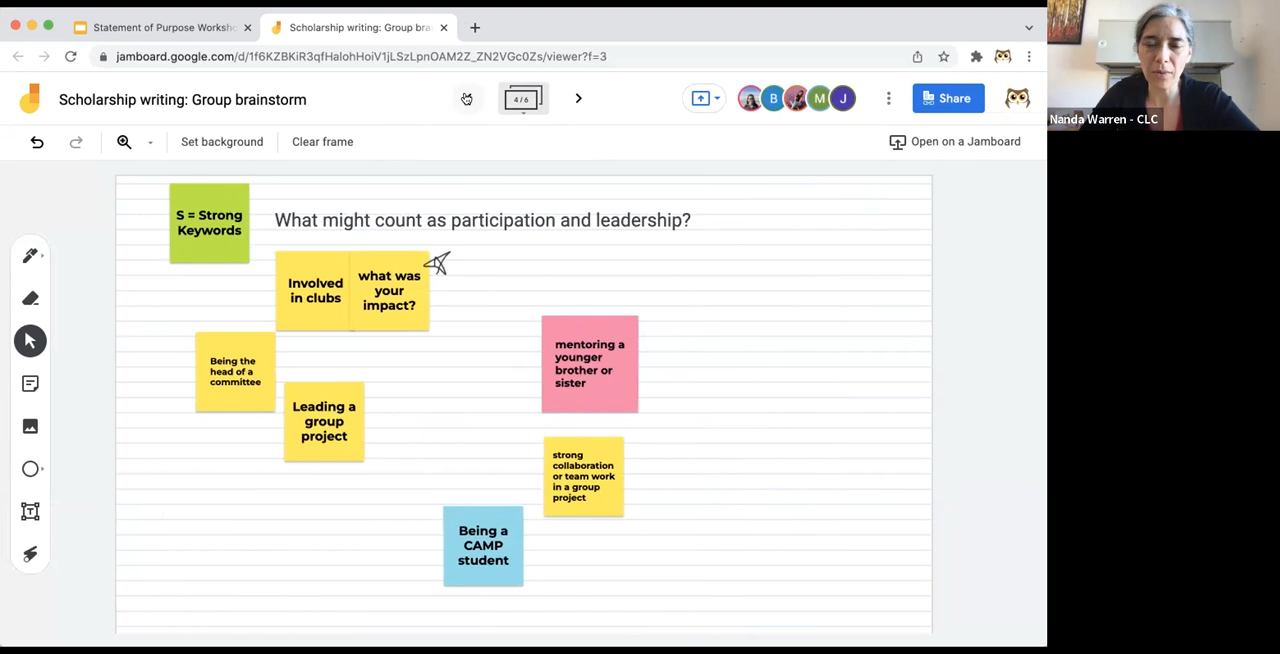 Statement of Purpose Worksho
Scholarship writing: Group brai
jamboard.google.com/d/1f6KZBKiR3qfHalohHoiV1jLSzLpnOAM2Z_ZN2VGc0Zs/viewer?f=3
Scholarship writing: Group brainstorm
4 / 6
B
M
J
Share
Set background
Clear frame
Open on a Jamboard
S = Strong
Keywords
What might count as participation and leadership?
Involved
in clubs
what was
your
impact?
Being the
head of a
committee
Leading a
group
project
mentoring a
younger
brother or
sister
strong
collaboration
or team work
in a group
project
Being a
CAMP
student
Nanda Warren - CLC